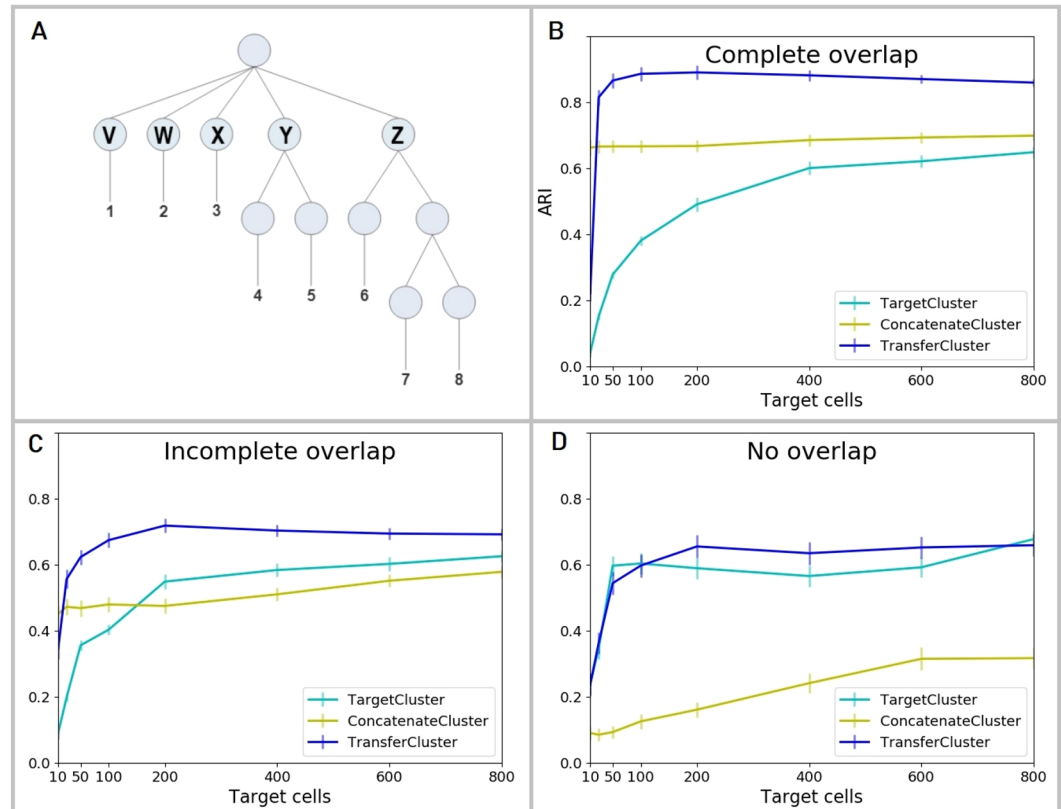 A
V W X Y Z
1 2 3
4 5 6
7 8
B
Complete overlap
ARI
0.8
0.6
0.4
0.2
0.0
TargetCluster
ConcatenateCluster
TransferCluster
10 50 100 200 400 600 800
Target cells
C
Incomplete overlap
0.8
0.6
0.4
0.2
0.0
TargetCluster
ConcatenateCluster
TransferCluster
10 50 100 200 400 600 800
Target cells
D
No overlap
0.8
0.6
0.4
0.2
0.0
TargetCluster
ConcatenateCluster
TransferCluster
10 50 100 200 400 600 800
Target cells